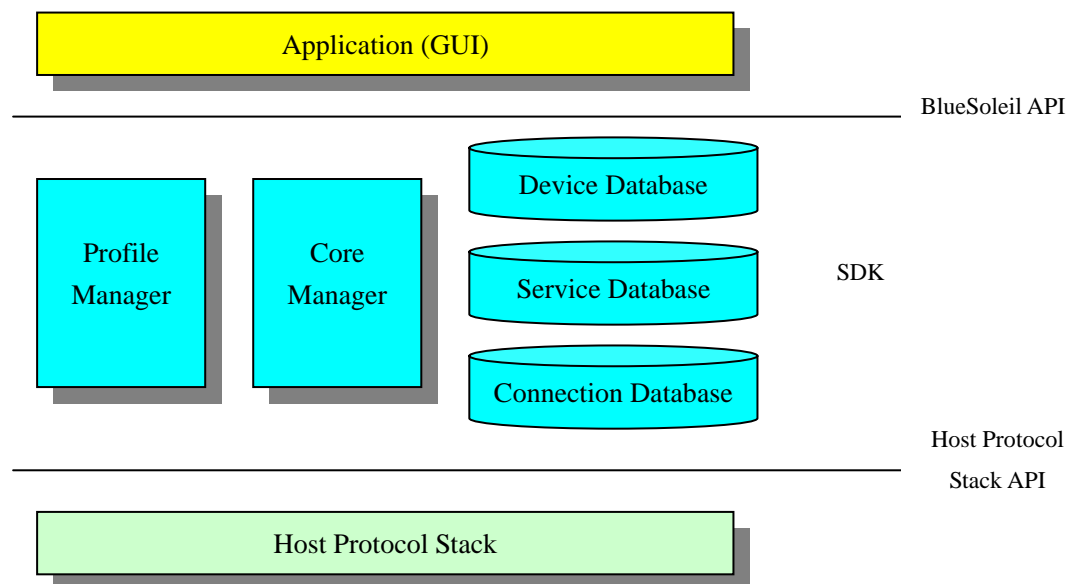 Application (GUI)
BlueSoleil API
Profile
Manager
Core
Manager
Device Database
Service Database
Connection Database
SDK
Host Protocol
Stack API
Host Protocol Stack